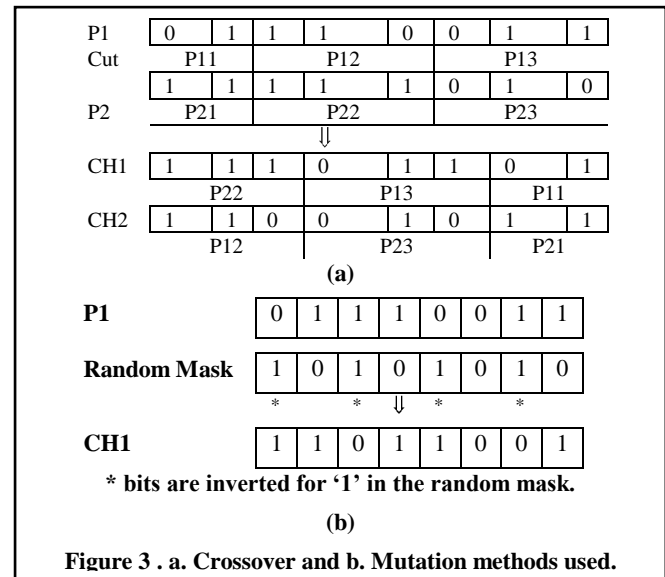 P1 0 1 1 1 0 0 1 1
Cut P11 P12 P13
1 1 1 1 1 0 1 0
P2 P21 P22 P23
⇓
CH1 1 1 1 0 1 1 0 1
P22 P13 P11
CH2 1 1 0 0 1 0 1 1
P12 P23 P21
(a)
P1 0 1 1 1 0 0 1 1
Random Mask 1 0 1 0 1 0 1 0
* * ⇓ * *
CH1 1 1 0 1 1 0 0 1
* bits are inverted for ‘1’ in the random mask.
(b)
Figure 3 . a. Crossover and b. Mutation methods used.